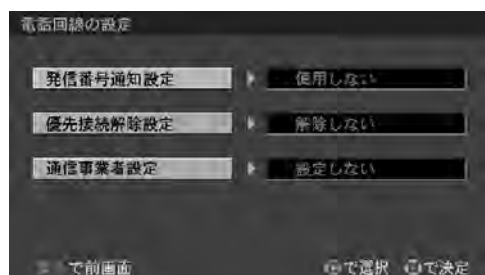 電話回線の設定
発信番号通知設定 使用しない
優先接続解除設定 解除しない
通信事業者設定 設定しない
で前画面 で選択 で決定